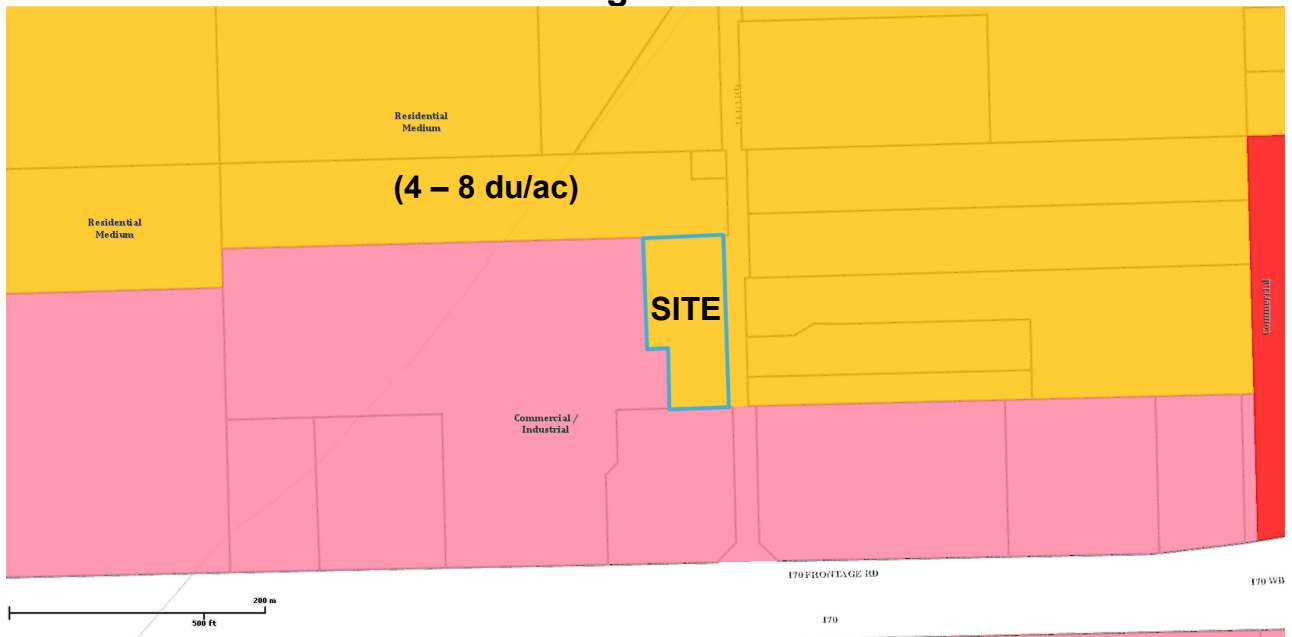 Residential
Medium
(4 – 8 du/ac)
Residential
Medium
SITE
Commercial
Commercial /
Industrial
I70 FRONTAGE RD
I70 WB
200 m
500 ft
I70